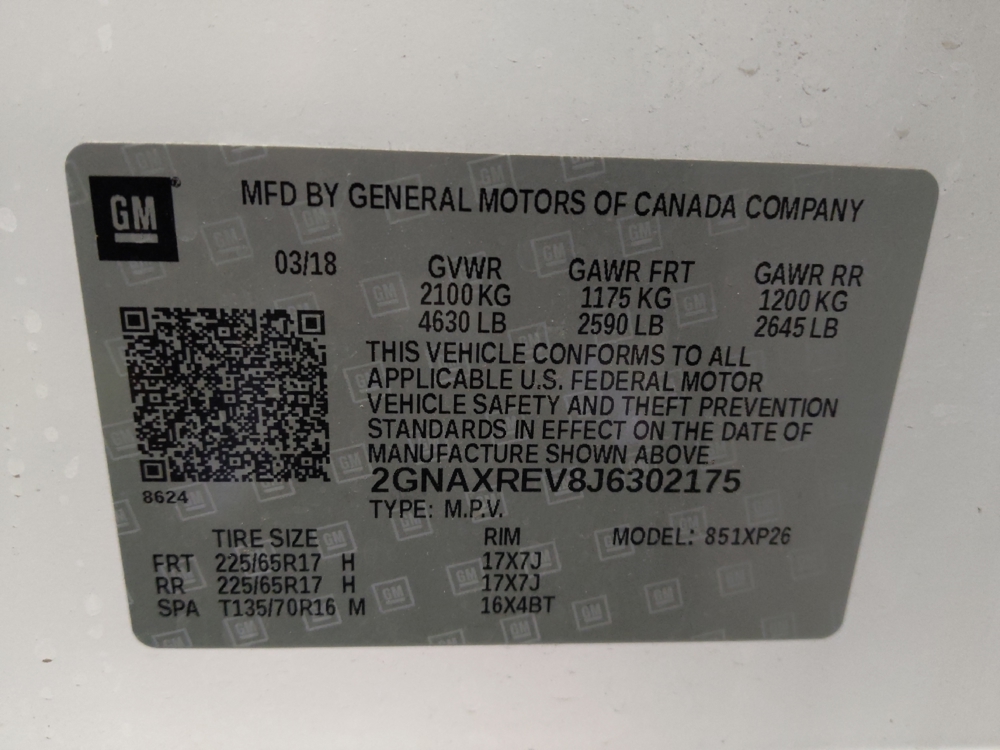 GM
MFD BY GENERAL MOTORS OF CANADA COMPANY
03/18
GVWR GAWR FRT GAWR RR
2100 KG 1175 KG 1200 KG
4630 LB 2590 LB 2645 LB
THIS VEHICLE CONFORMS TO ALL
APPLICABLE U.S. FEDERAL MOTOR
VEHICLE SAFETY AND THEFT PREVENTION
STANDARDS IN EFFECT ON THE DATE OF
MANUFACTURE SHOWN ABOVE.
2GNAXREV8J6302175
8624
TYPE: M.P.V.
TIRE SIZE RIM MODEL: 851XP26
FRT 225/65R17 H 17X7J
RR 225/65R17 H 17X7J
SPA T135/70R16 M 16X4BT